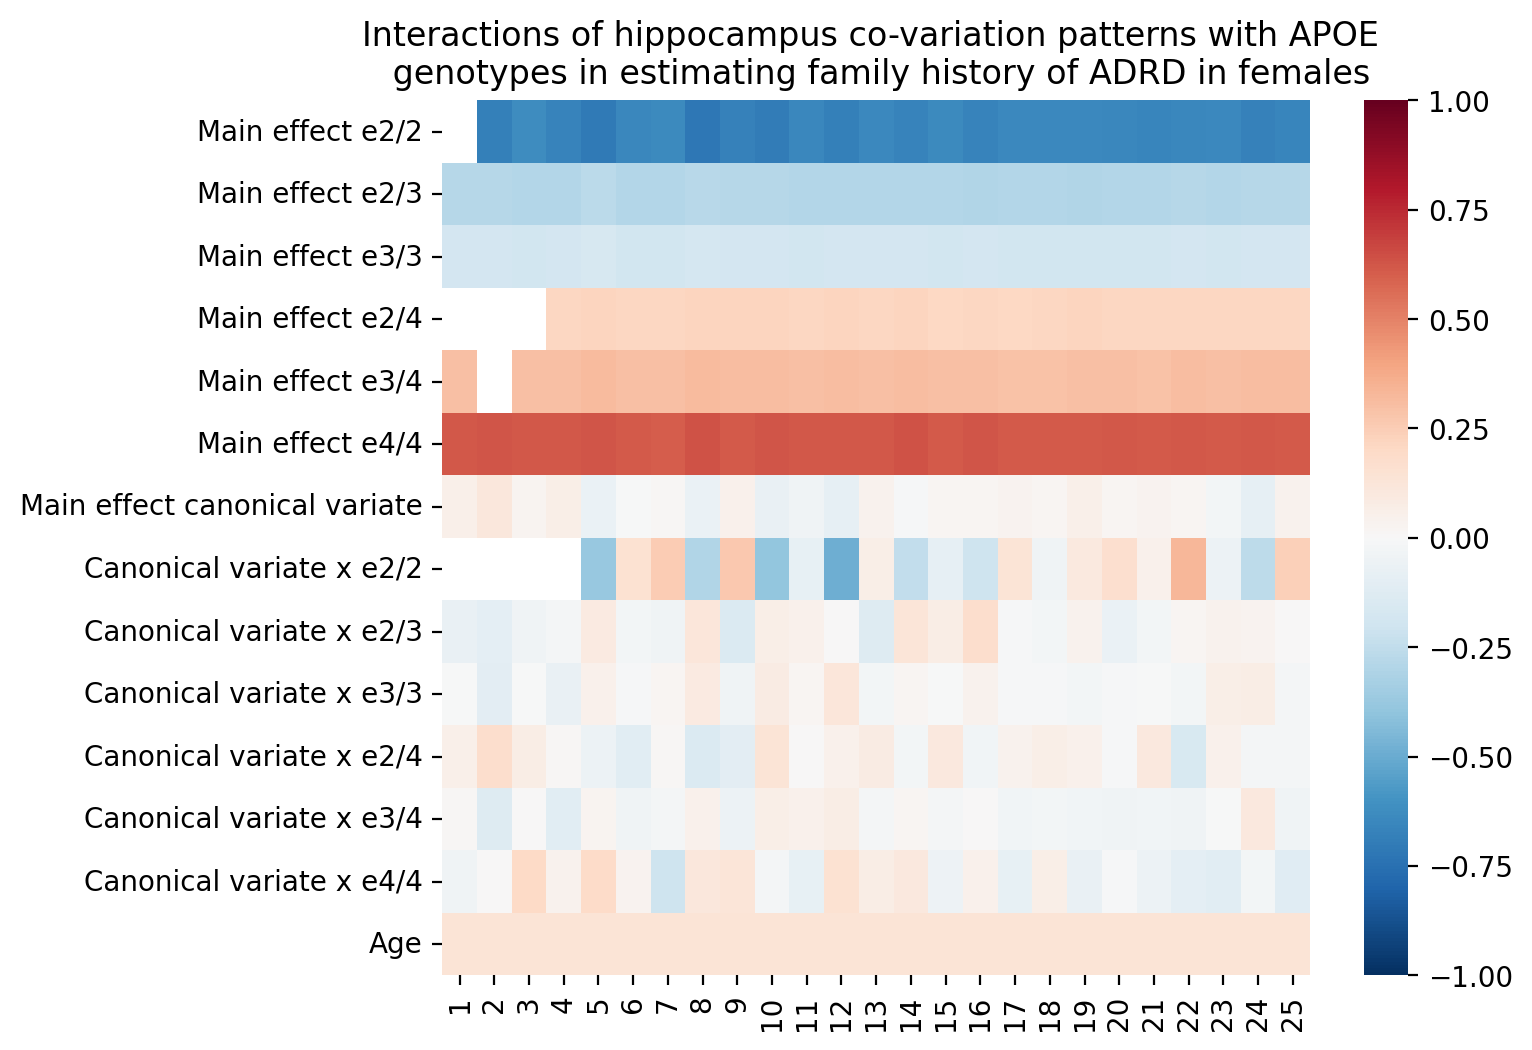 Interactions of hippocampus co-variation patterns with APOE
genotypes in estimating family history of ADRD in females
Main effect e2/2
Main effect e2/3
Main effect e3/3
Main effect e2/4
Main effect e3/4
Main effect e4/4
Main effect canonical variate
Canonical variate x e2/2
Canonical variate x e2/3
Canonical variate x e3/3
Canonical variate x e2/4
Canonical variate x e3/4
Canonical variate x e4/4
Age
1 2 3 4 5 6 7 8 9 10 11 12 13 14 15 16 17 18 19 20 21 22 23 24 25
1.00
0.75
0.50
0.25
0.00
−0.25
−0.50
−0.75
−1.00